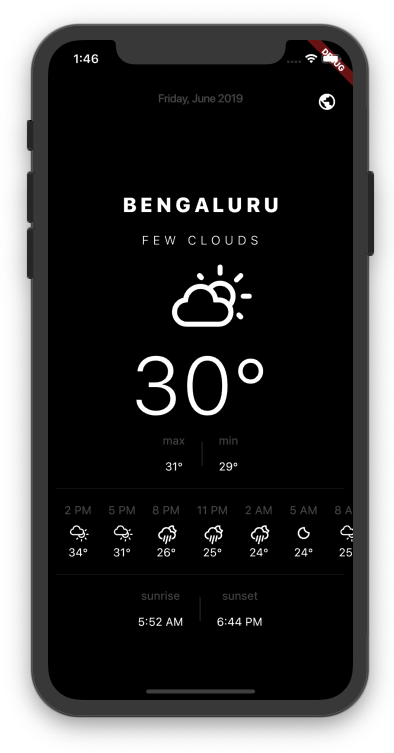 1:46
DEBUG
Friday, June 2019
BENGALURU
FEW CLOUDS
30°
max min
31° 29°
2 PM 5 PM 8 PM 11 PM 2 AM 5 AM 8 A
34° 31° 26° 25° 24° 24° 25
sunrise sunset
5:52 AM 6:44 PM